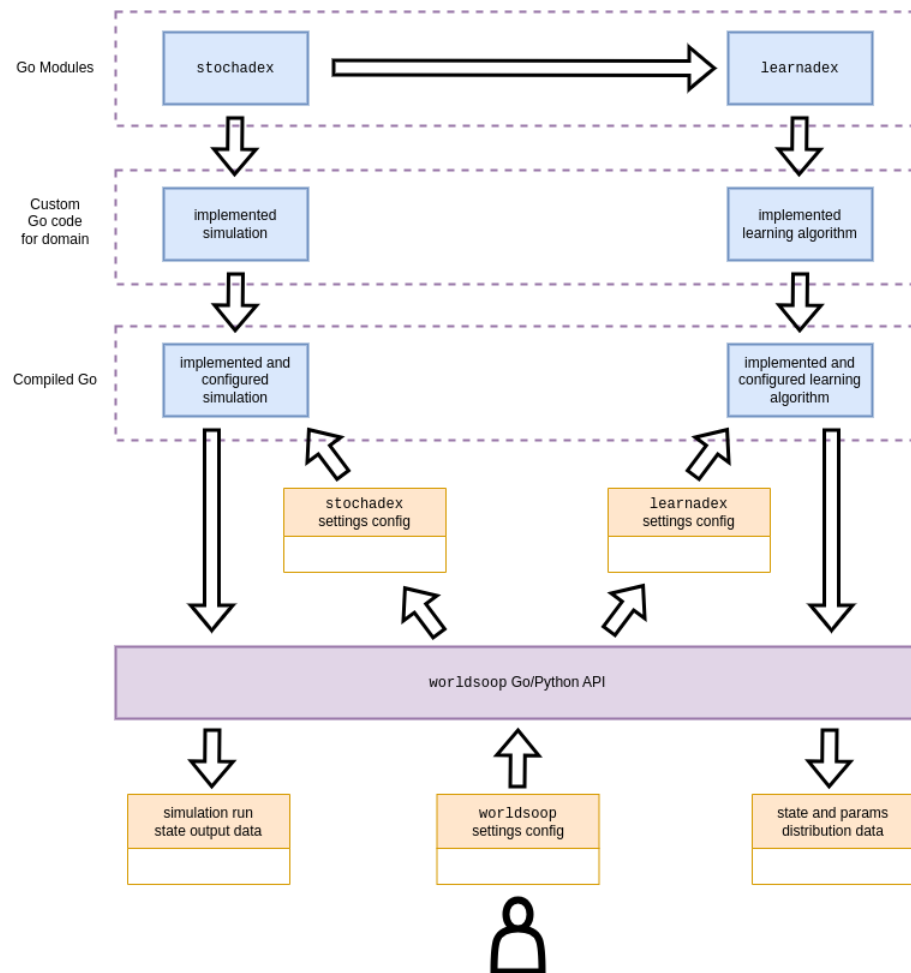 Go Modules
stochadex
learnadex
Custom
Go code
for domain
implemented
simulation
implemented
learning algorithm
Compiled Go
implemented and
configured
simulation
implemented and
configured learning
algorithm
stochadex
settings config
learnadex
settings config
worldsoop Go/Python API
simulation run
state output data
worldsoop
settings config
state and params
distribution data